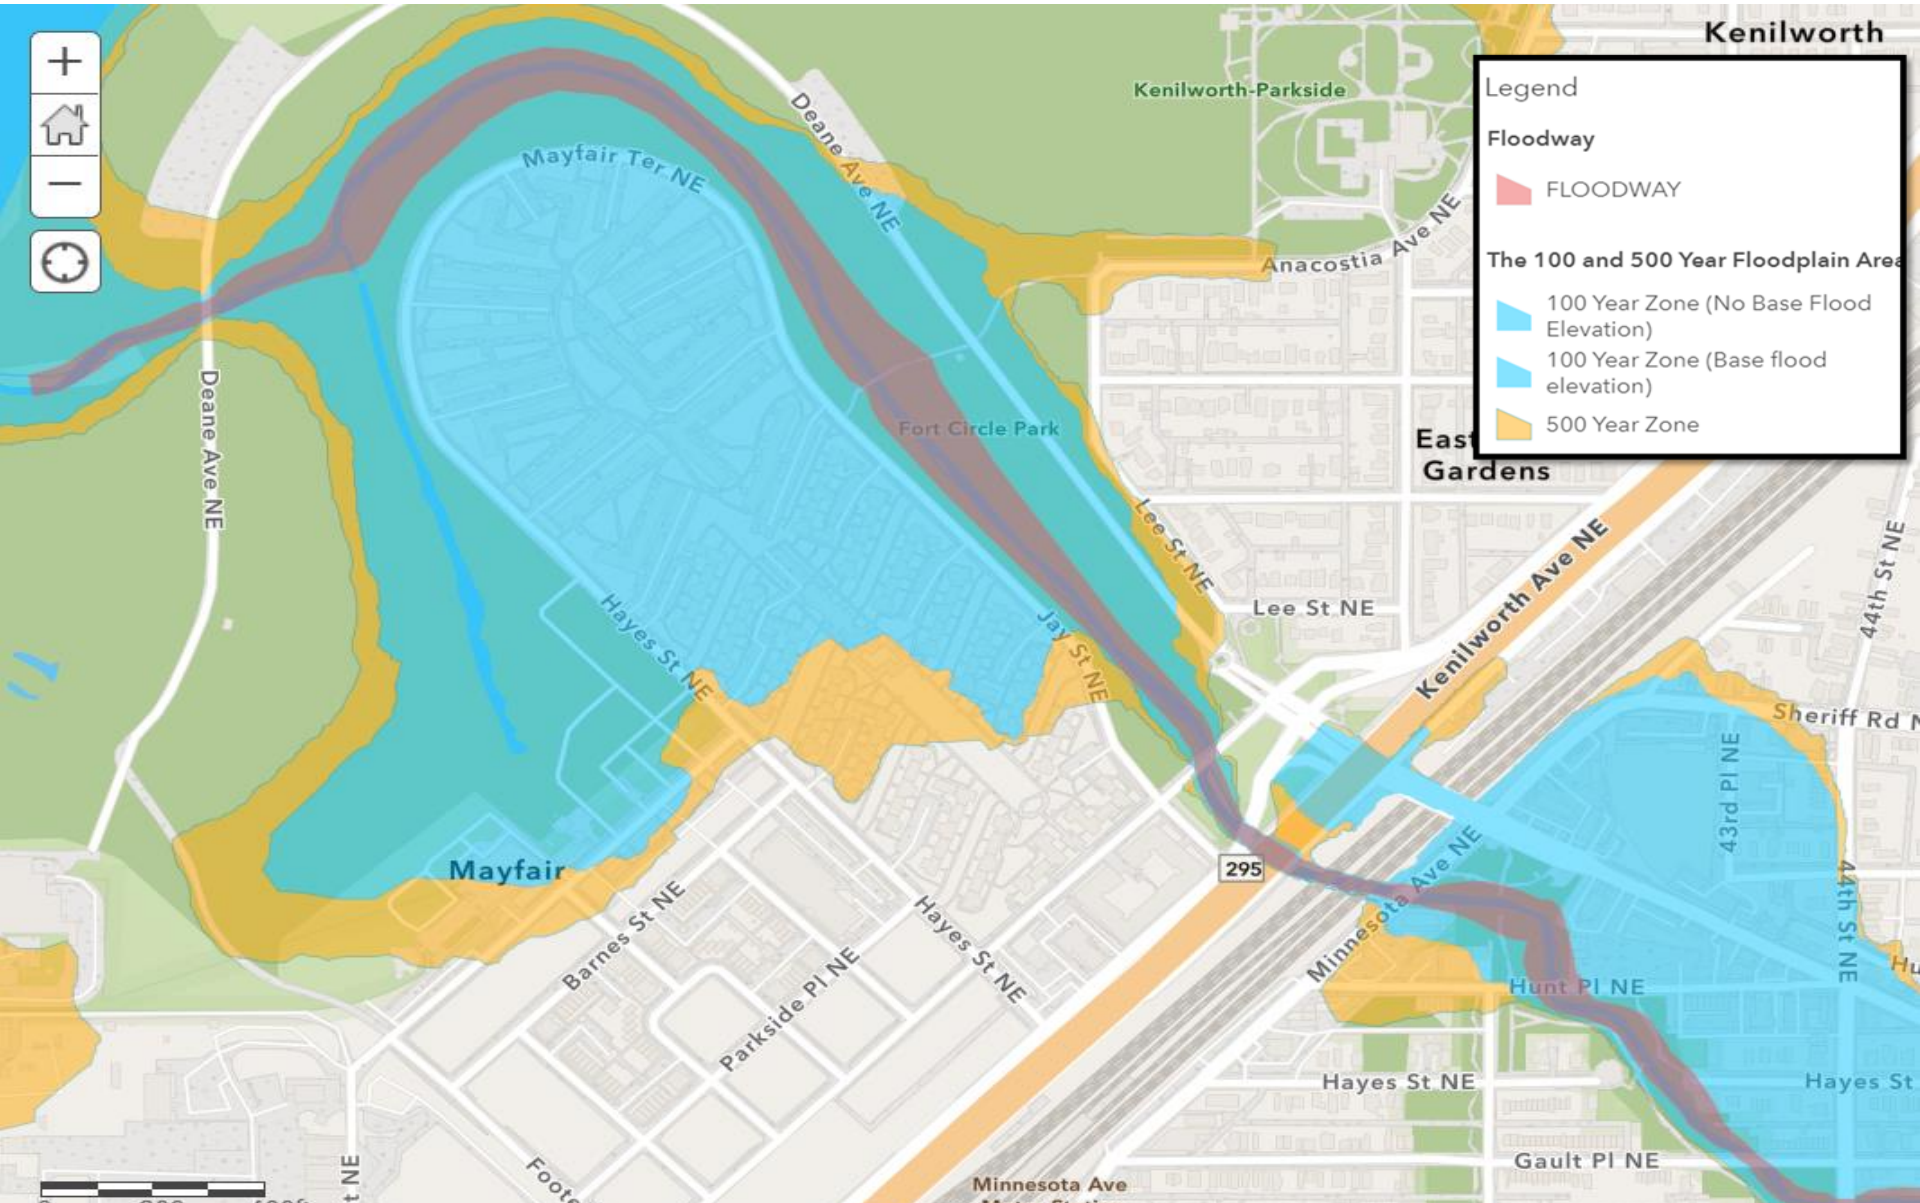 Kenilworth
Legend
Kenilworth-Parkside
Floodway
FLOODWAY
The 100 and 500 Year Floodplain Area
100 Year Zone (No Base Flood
Elevation)
100 Year Zone (Base flood
elevation)
500 Year Zone
Deane Ave NE
Mayfair Ter NE
Anacostia Ave NE
Deane Ave NE
Fort Circle Park
East
Gardens
Lee St NE
Lee St NE
Kenilworth Ave NE
44th St NE
Hayes St NE
Jay St NE
Sheriff Rd N
43rd Pl NE
Mayfair
295
Minnesota Ave NE
44th St NE
Barnes St NE
Hayes St NE
Parkside Pl NE
Hunt Pl NE
Hu
Hayes St NE
Hayes St
Gault Pl NE
Foote
t NE
Minnesota Ave